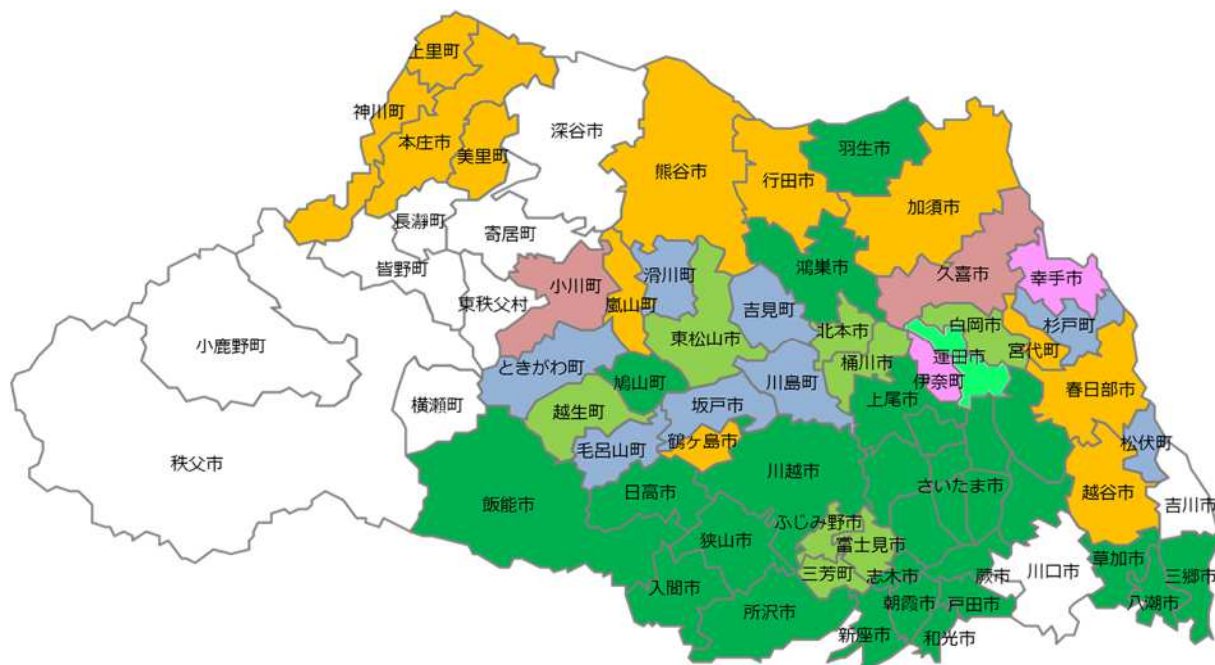 上里町
神川町
本庄市
美里町
深谷市
熊谷市
行田市
羽生市
加須市
長瀞町
寄居町
皆野町
東秩父村
小川町
嵐山町
滑川町
吉見町
鴻巣市
久喜市
幸手市
小鹿野町
ときがわ町
東松山市
北本市
白岡市
杉戸町
桶川市
蓮田市
宮代町
伊奈町
鳩山町
川島町
上尾市
春日部市
横瀬町
越生町
坂戸市
毛呂山町
鶴ヶ島市
松伏町
秩父市
飯能市
日高市
川越市
さいたま市
越谷市
吉川市
狭山市
ふじみ野市
富士見市
三芳町
志木市
蕨市
川口市
草加市
三郷市
入間市
所沢市
朝霞市
戸田市
八潮市
新座市
和光市